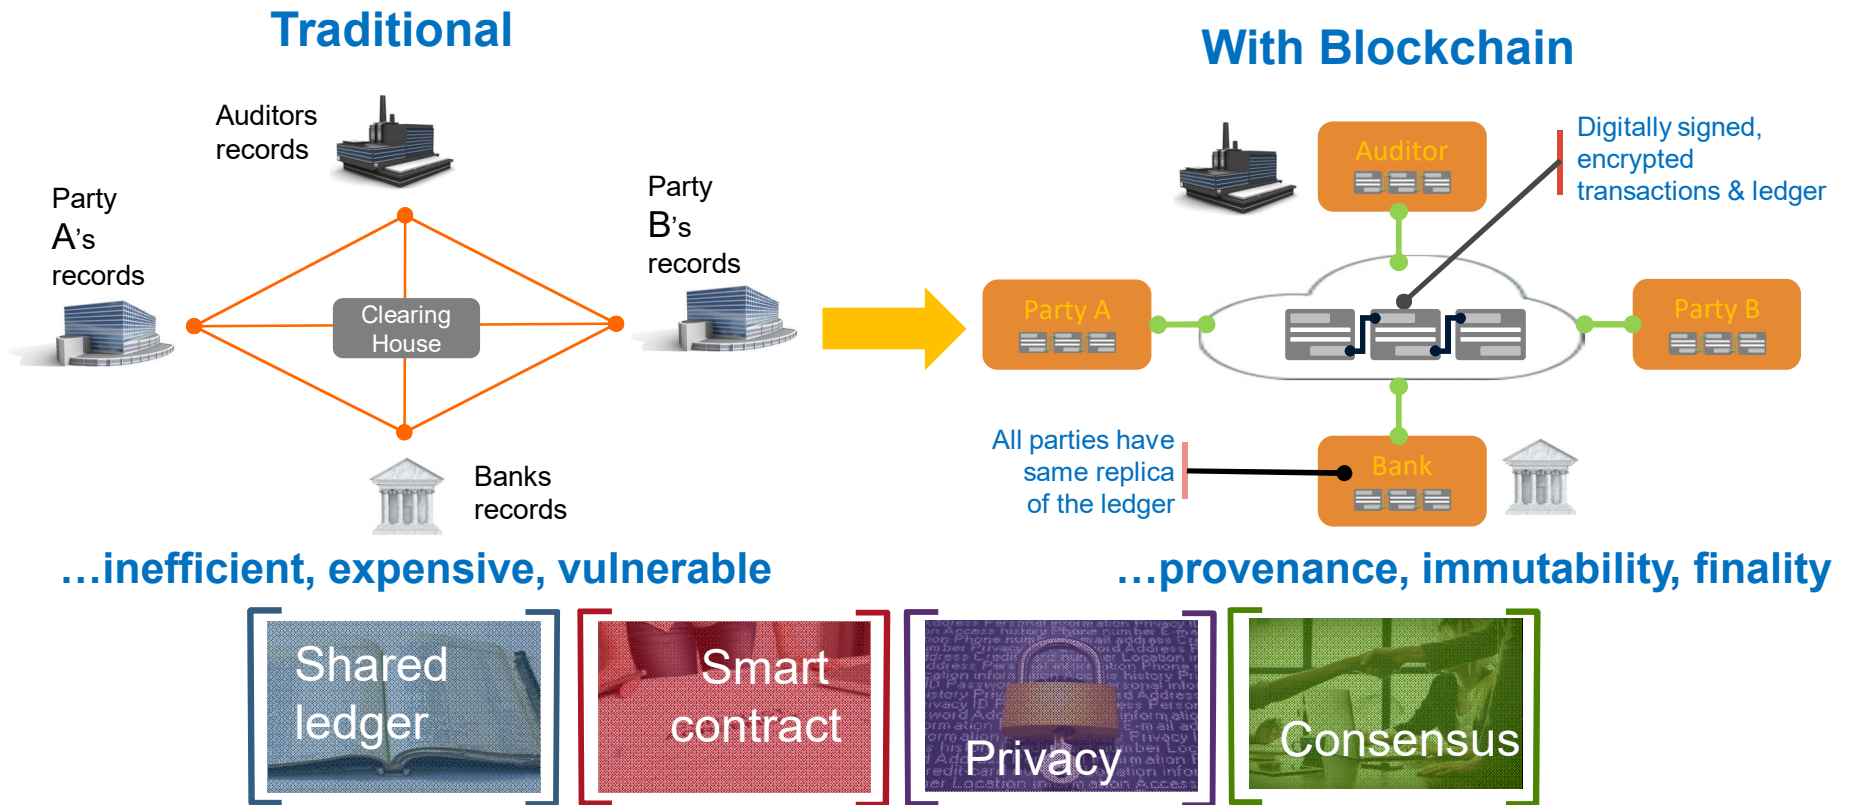 Traditional
With Blockchain
Auditors
records
Party
A's
records
Party
B's
records
Clearing
House
Banks
records
…inefficient, expensive, vulnerable
Auditor
Digitally signed,
encrypted
transactions & ledger
Party A
Party B
All parties have
same replica
of the ledger
Bank
…provenance, immutability, finality
Shared
ledger
Smart
contract
Privacy
Consensus